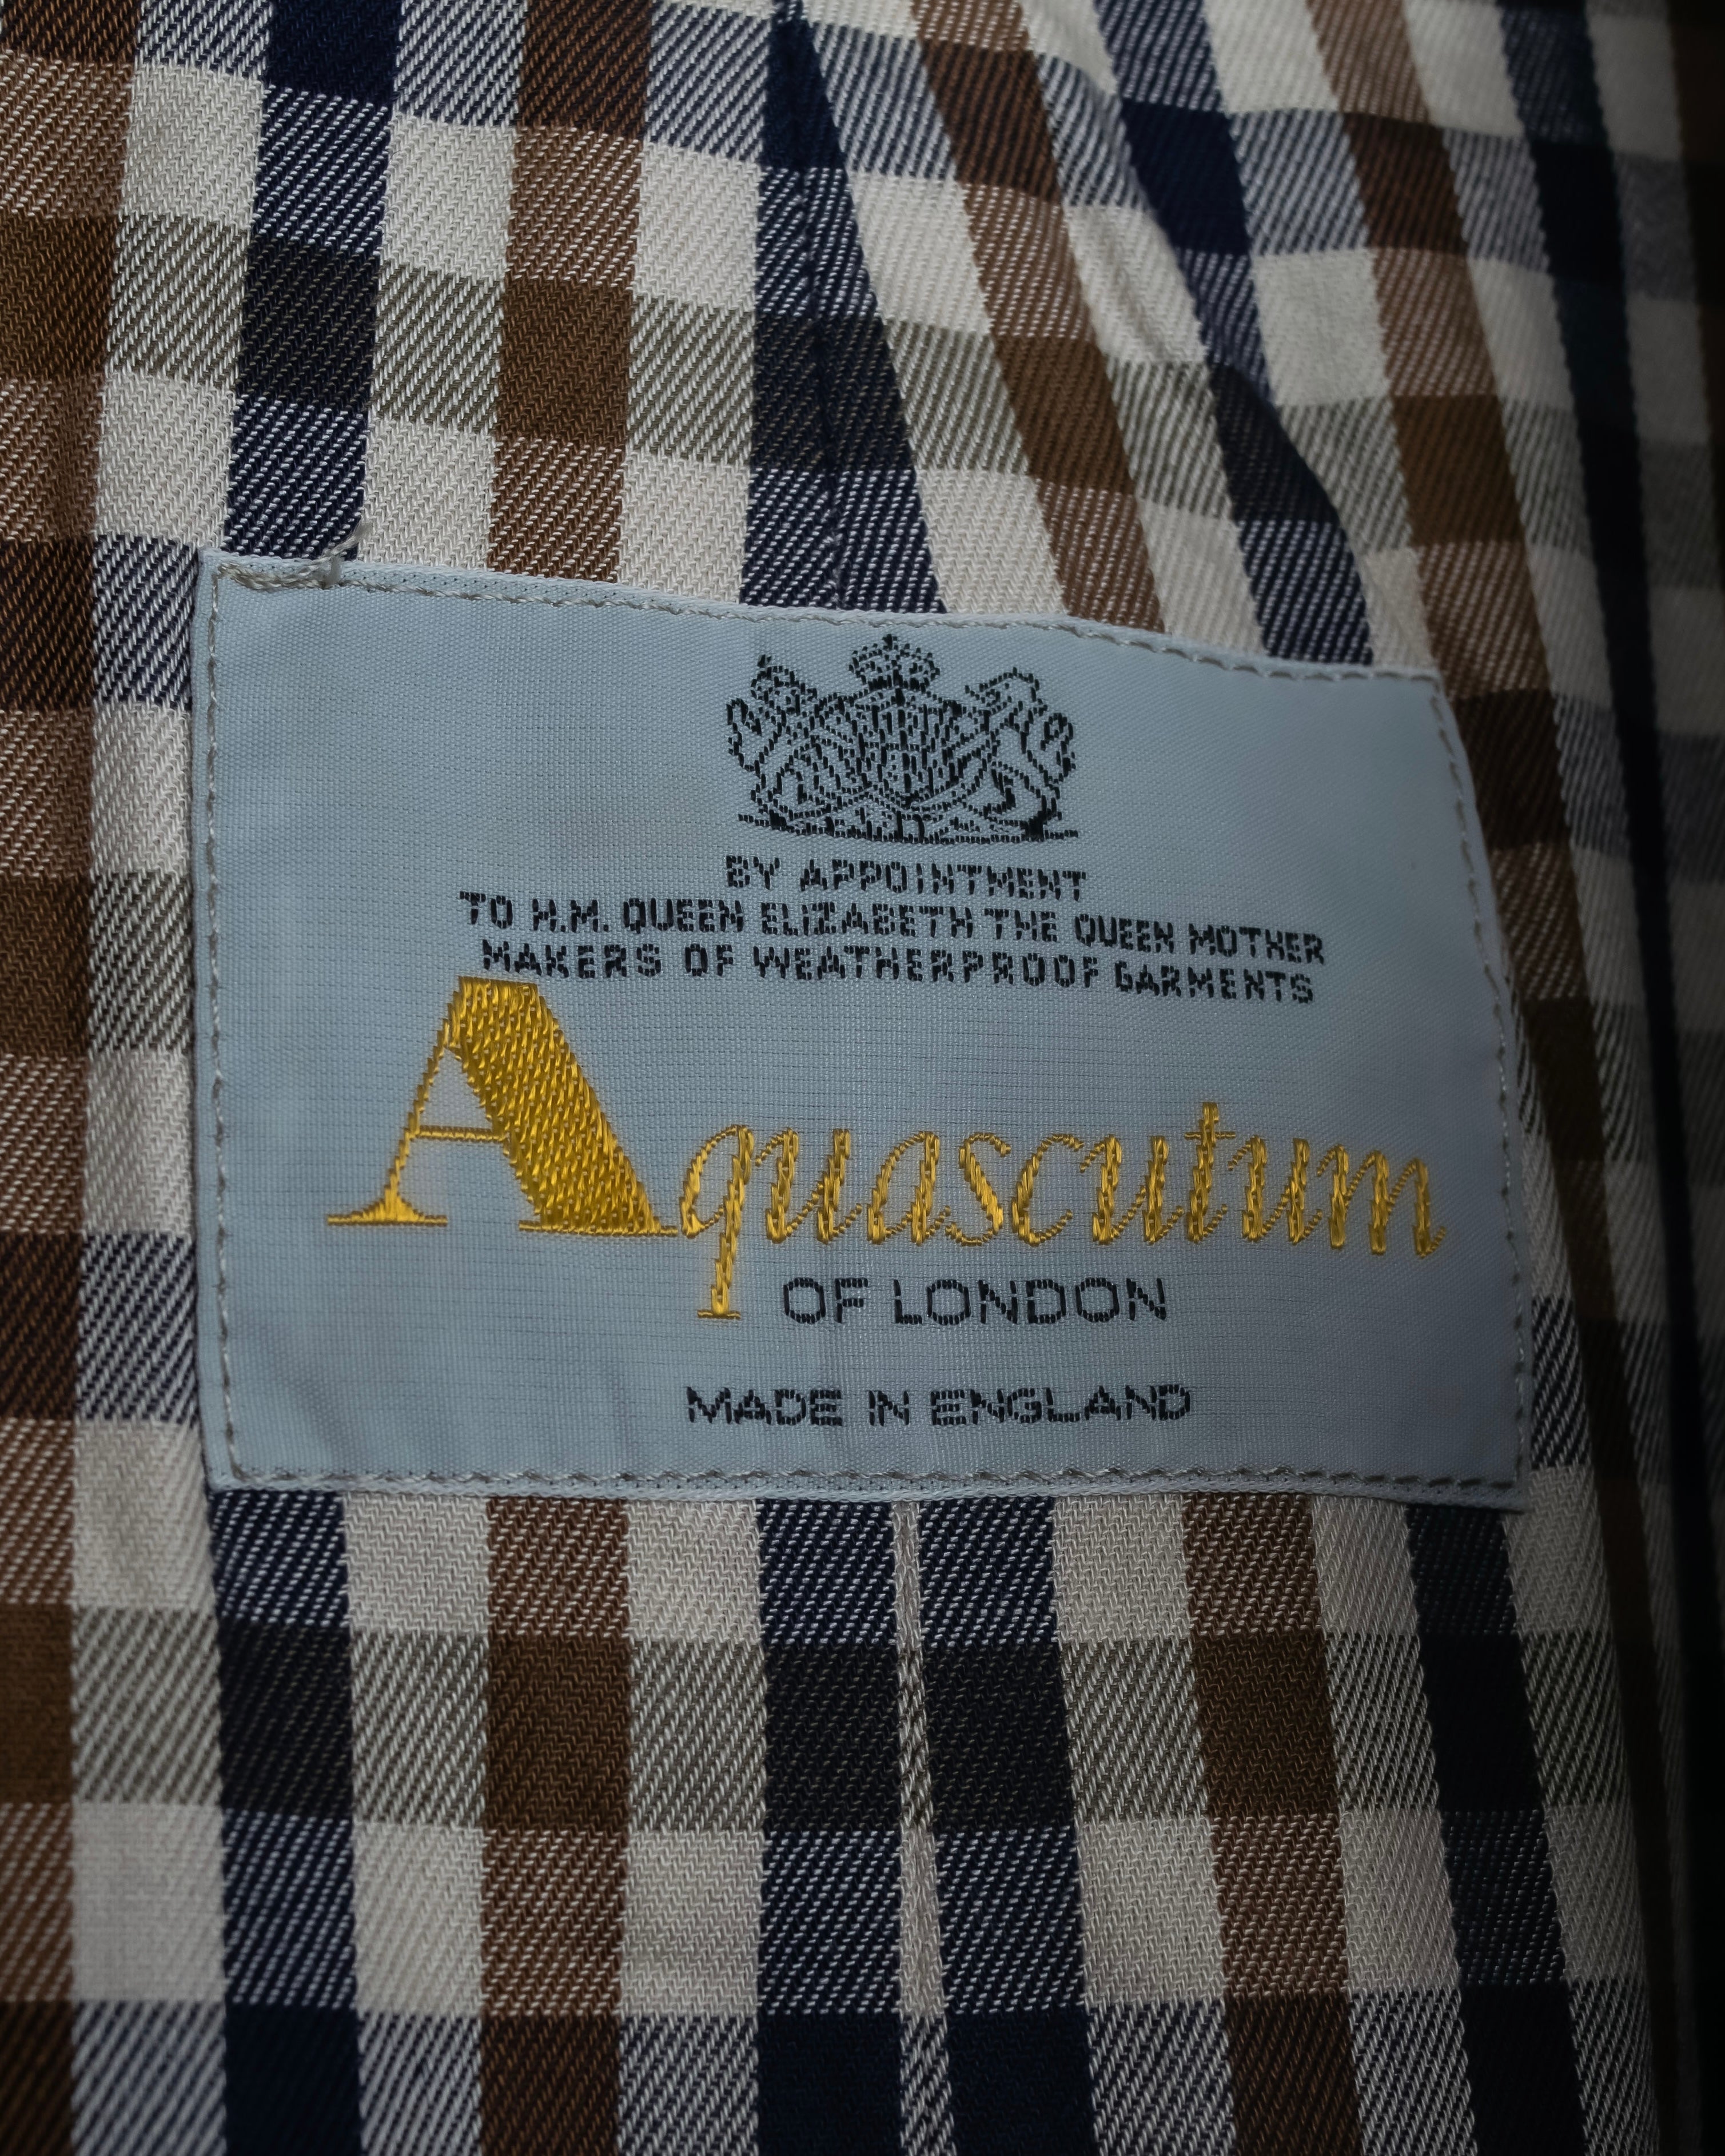 BY APPOINTMENT
TO H.M. QUEEN ELIZABETH THE QUEEN MOTHER
MAKERS OF WEATHERPROOF GARMENTS
Aquascutum
OF LONDON
MADE IN ENGLAND